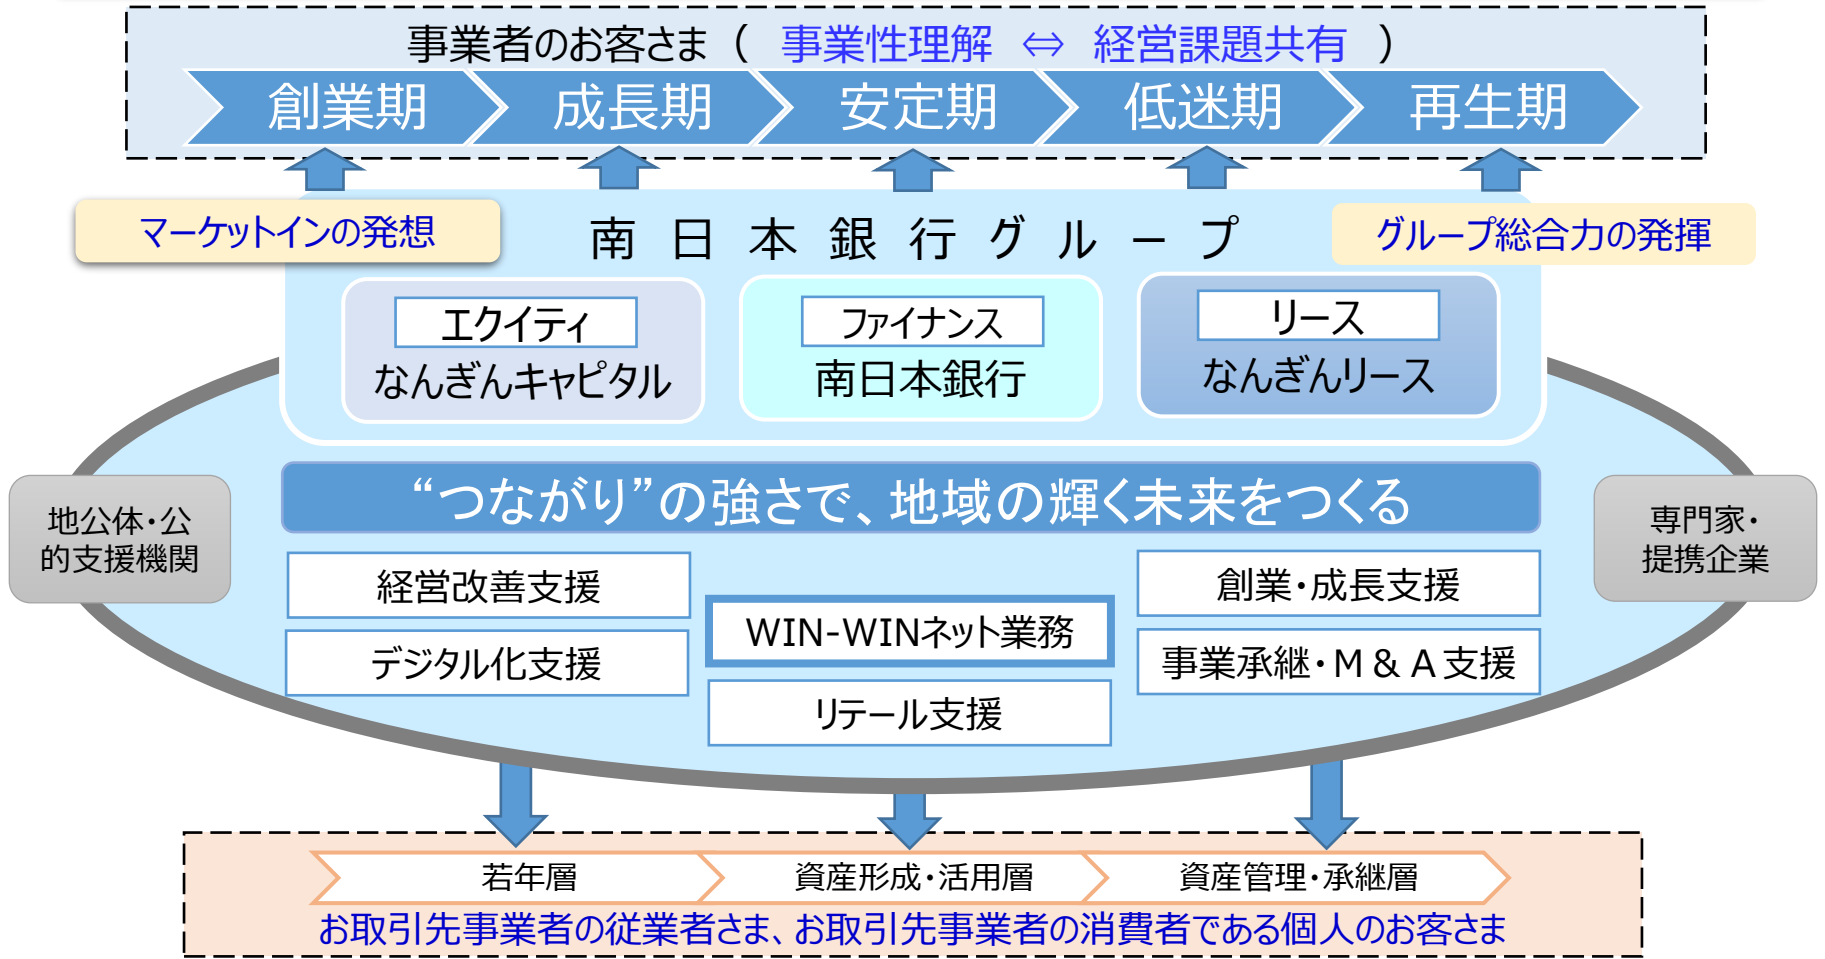 事業者のお客さま（ 事業性理解 ⇔ 経営課題共有 ）
創業期 成長期 安定期 低迷期 再生期
マーケットインの発想
南日本銀行グループ
グループ総合力の発揮
エクイティ
なんぎんキャピタル
ファイナンス
南日本銀行
リース
なんぎんリース
“つながり”の強さで、地域の輝く未来をつくる
地公体・公
的支援機関
専門家・
提携企業
経営改善支援
デジタル化支援
WIN-WINネット業務
リテール支援
創業・成長支援
事業承継・M & A 支援
若年層 資産形成・活用層 資産管理・承継層
お取引先事業者の従業者さま、お取引先事業者の消費者である個人のお客さま